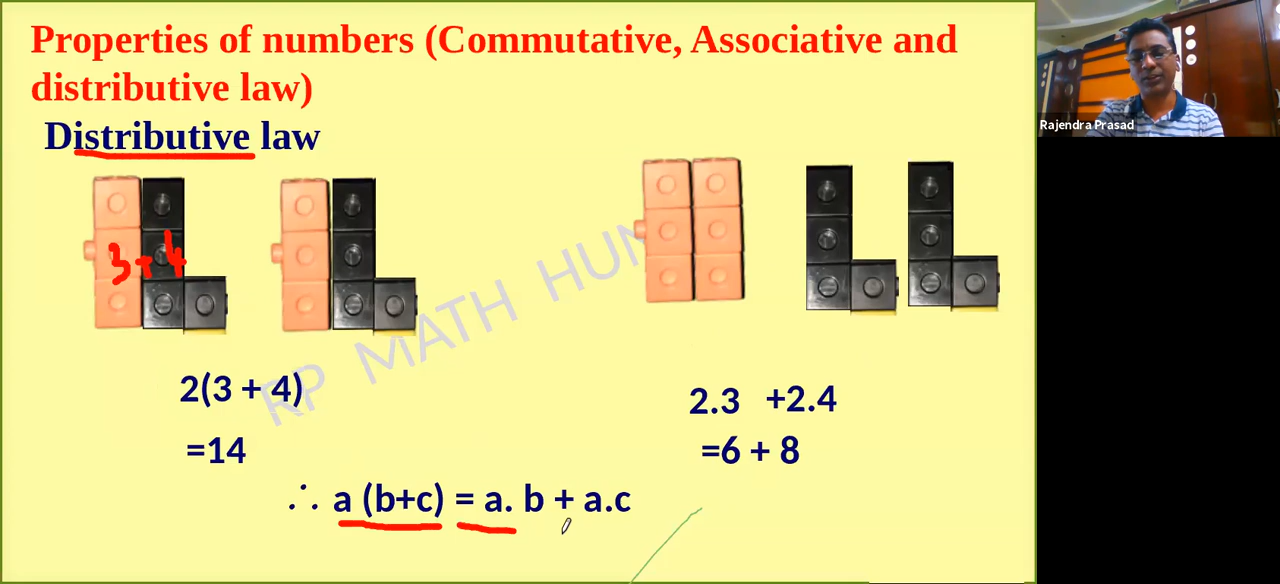 Properties of numbers (Commutative, Associative and
distributive law)
Distributive law
Rajendra Prasad
3+4
RP MATH HUN
2(3 + 4)
=14
2.3 +2.4
=6 + 8
∴ a (b+c) = a. b + a.c